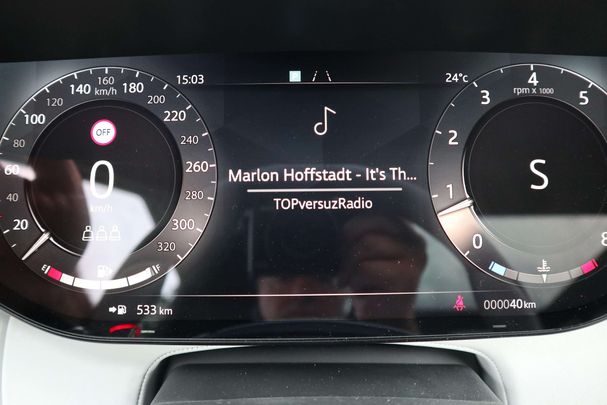 15:03
P
24°c
0
20
40
60
80
100
120
140
160
180
200
220
240
260
280
300
320
km/h
OFF
0
km/h
E
F
Marlon Hoffstadt - It's Th...
TOPversuzRadio
0
1
2
3
4
5
8
rpm x 1000
S
533 km
000040 km